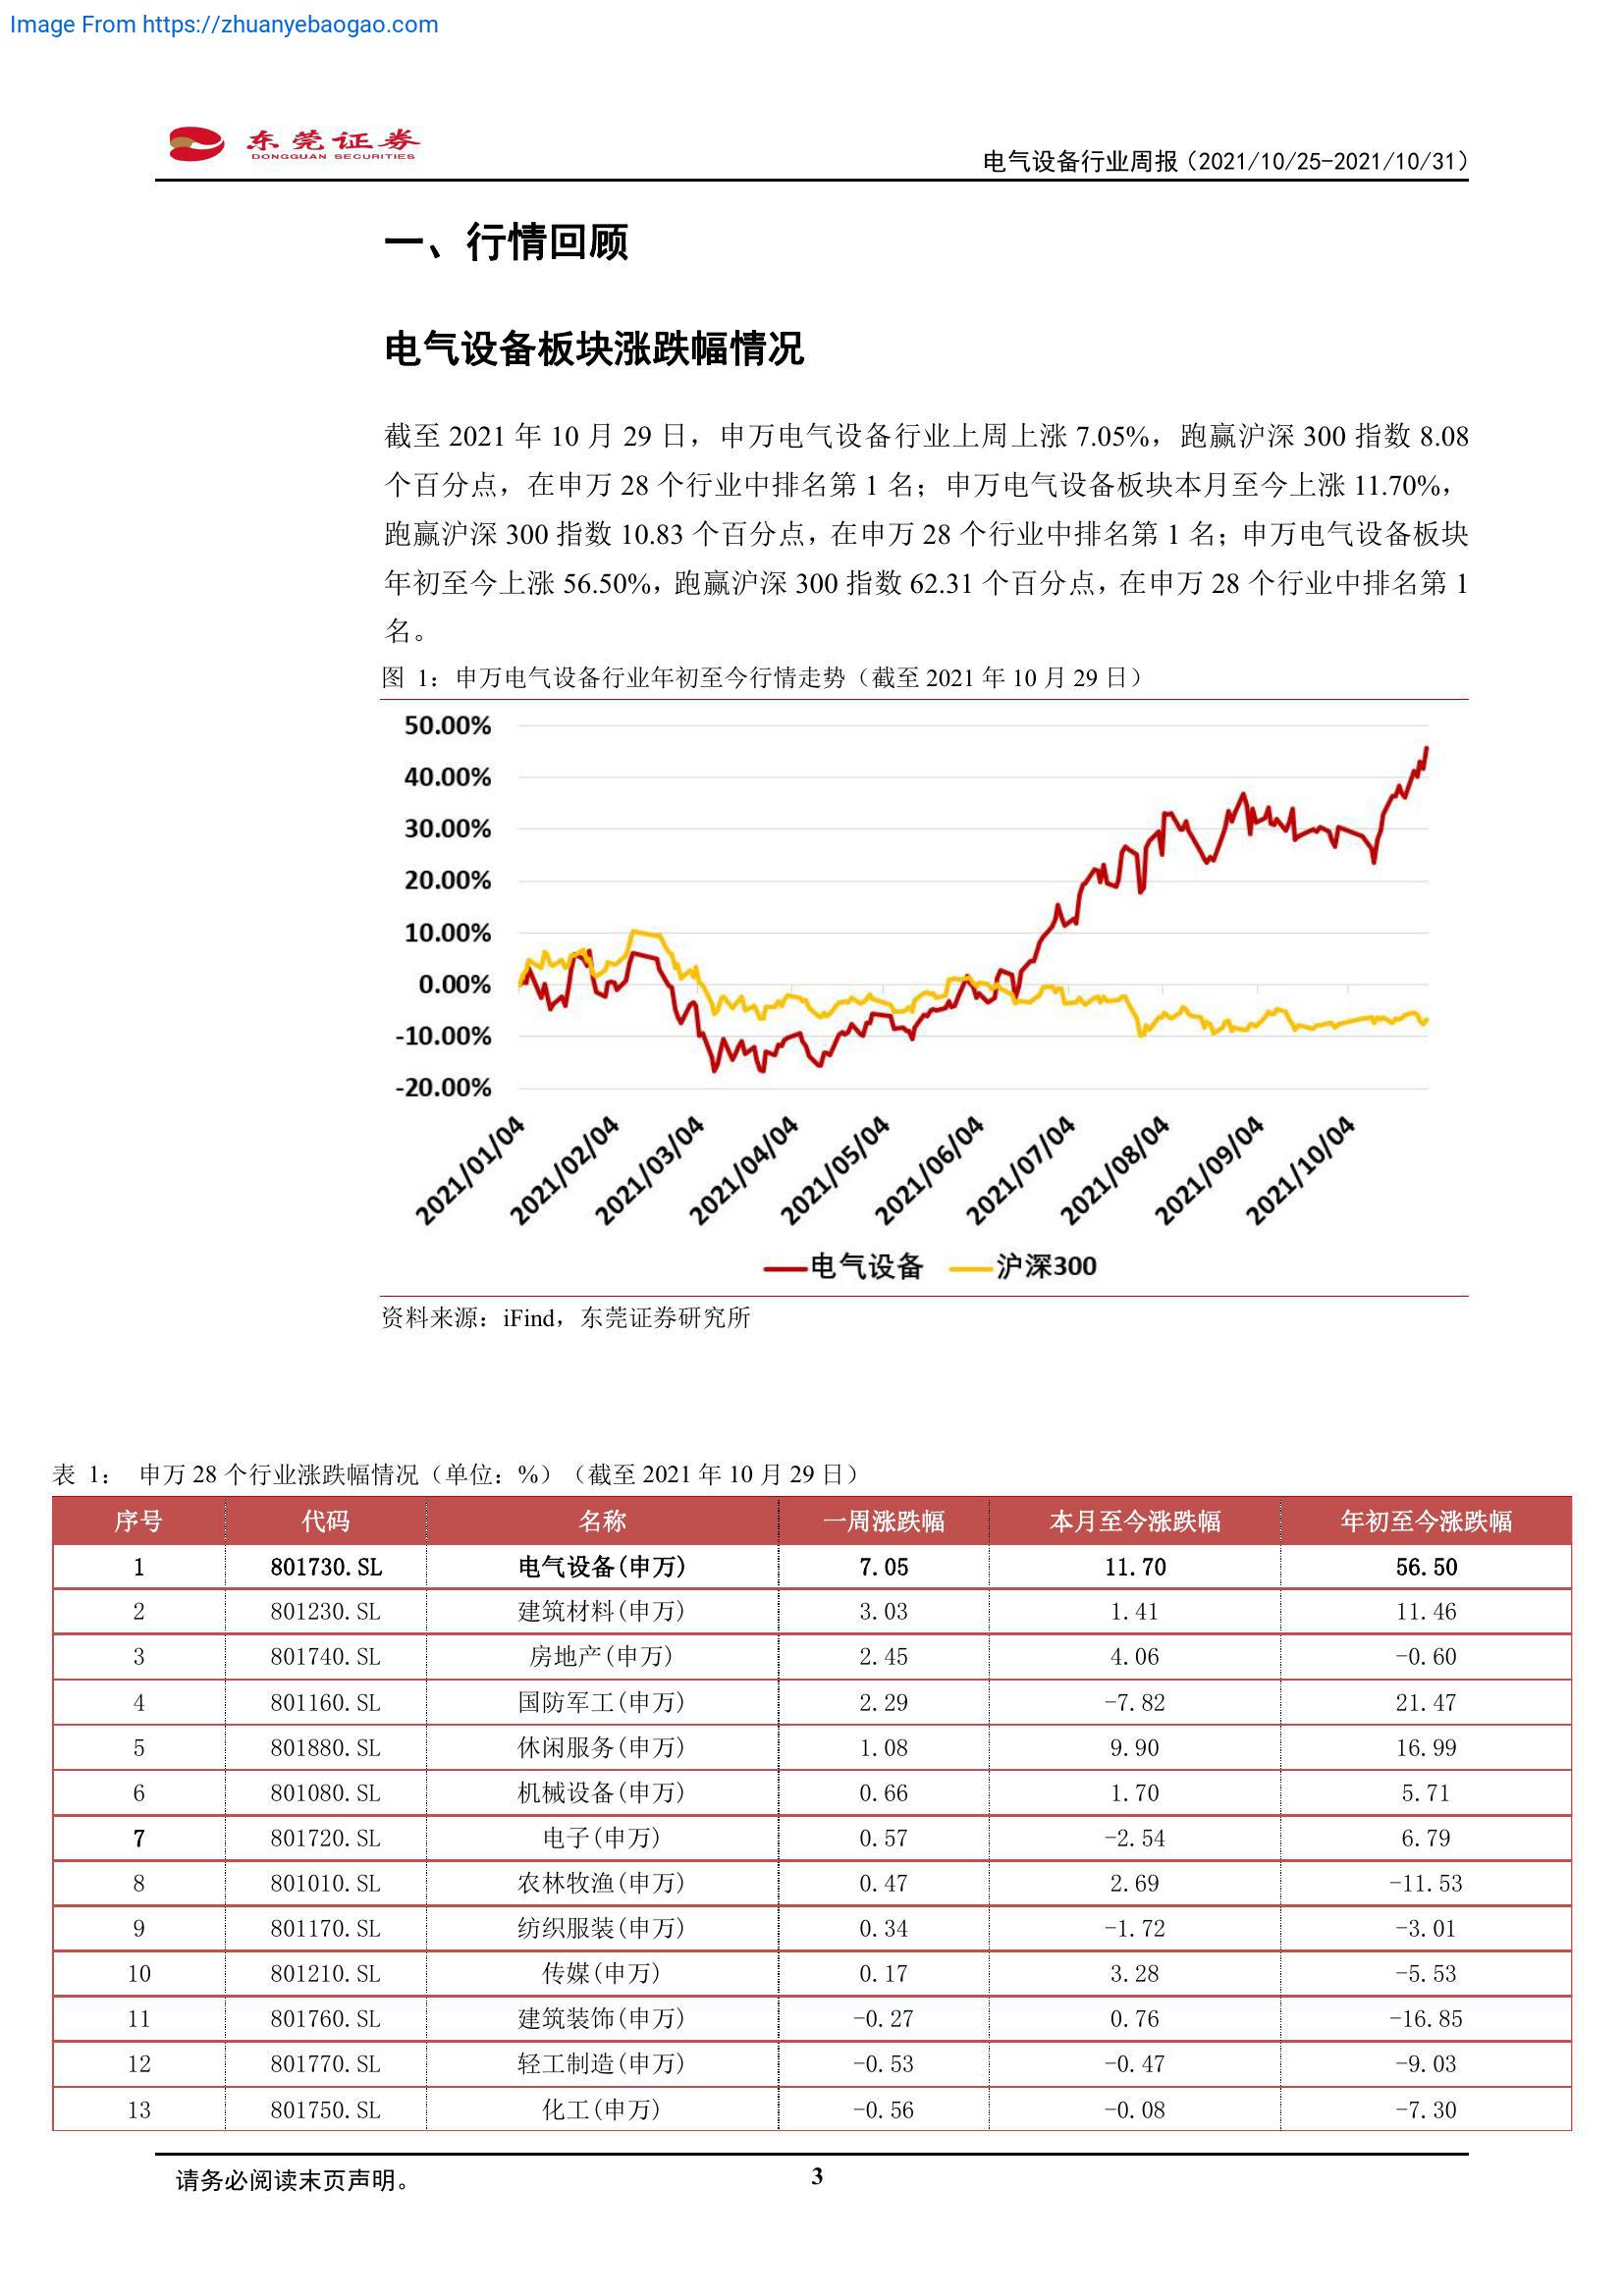 Image From https://zhuanyebaogao.com
东莞证券
DONGGUAN SECURITIES
电气设备行业周报（2021/10/25-2021/10/31）
一、行情回顾
电气设备板块涨跌幅情况
截至 2021 年 10 月 29 日，申万电气设备行业上周上涨 7.05%，跑赢沪深 300 指数 8.08
个百分点，在申万 28 个行业中排名第 1 名；申万电气设备板块本月至今上涨 11.70%，
跑赢沪深 300 指数 10.83 个百分点，在申万 28 个行业中排名第 1 名；申万电气设备板块
年初至今上涨 56.50%，跑赢沪深 300 指数 62.31 个百分点，在申万 28 个行业中排名第 1
名。
图 1：申万电气设备行业年初至今行情走势（截至 2021 年 10 月 29 日）
50.00%
40.00%
30.00%
20.00%
10.00%
0.00%
-10.00%
-20.00%
2021/01/04 2021/02/04 2021/03/04 2021/04/04 2021/05/04 2021/06/04 2021/07/04 2021/08/04 2021/09/04 2021/10/04
电气设备 沪深300
资料来源：iFind，东莞证券研究所
表 1： 申万 28 个行业涨跌幅情况（单位：%）（截至 2021 年 10 月 29 日）
序号 代码 名称 一周涨跌幅 本月至今涨跌幅 年初至今涨跌幅
1 801730.SL 电气设备(申万) 7.05 11.70 56.50
2 801230.SL 建筑材料(申万) 3.03 1.41 11.46
3 801740.SL 房地产(申万) 2.45 4.06 -0.60
4 801160.SL 国防军工(申万) 2.29 -7.82 21.47
5 801880.SL 休闲服务(申万) 1.08 9.90 16.99
6 801080.SL 机械设备(申万) 0.66 1.70 5.71
7 801720.SL 电子(申万) 0.57 -2.54 6.79
8 801010.SL 农林牧渔(申万) 0.47 2.69 -11.53
9 801170.SL 纺织服装(申万) 0.34 -1.72 -3.01
10 801210.SL 传媒(申万) 0.17 3.28 -5.53
11 801760.SL 建筑装饰(申万) -0.27 0.76 -16.85
12 801770.SL 轻工制造(申万) -0.53 -0.47 -9.03
13 801750.SL 化工(申万) -0.56 -0.08 -7.30
请务必阅读末页声明。
3